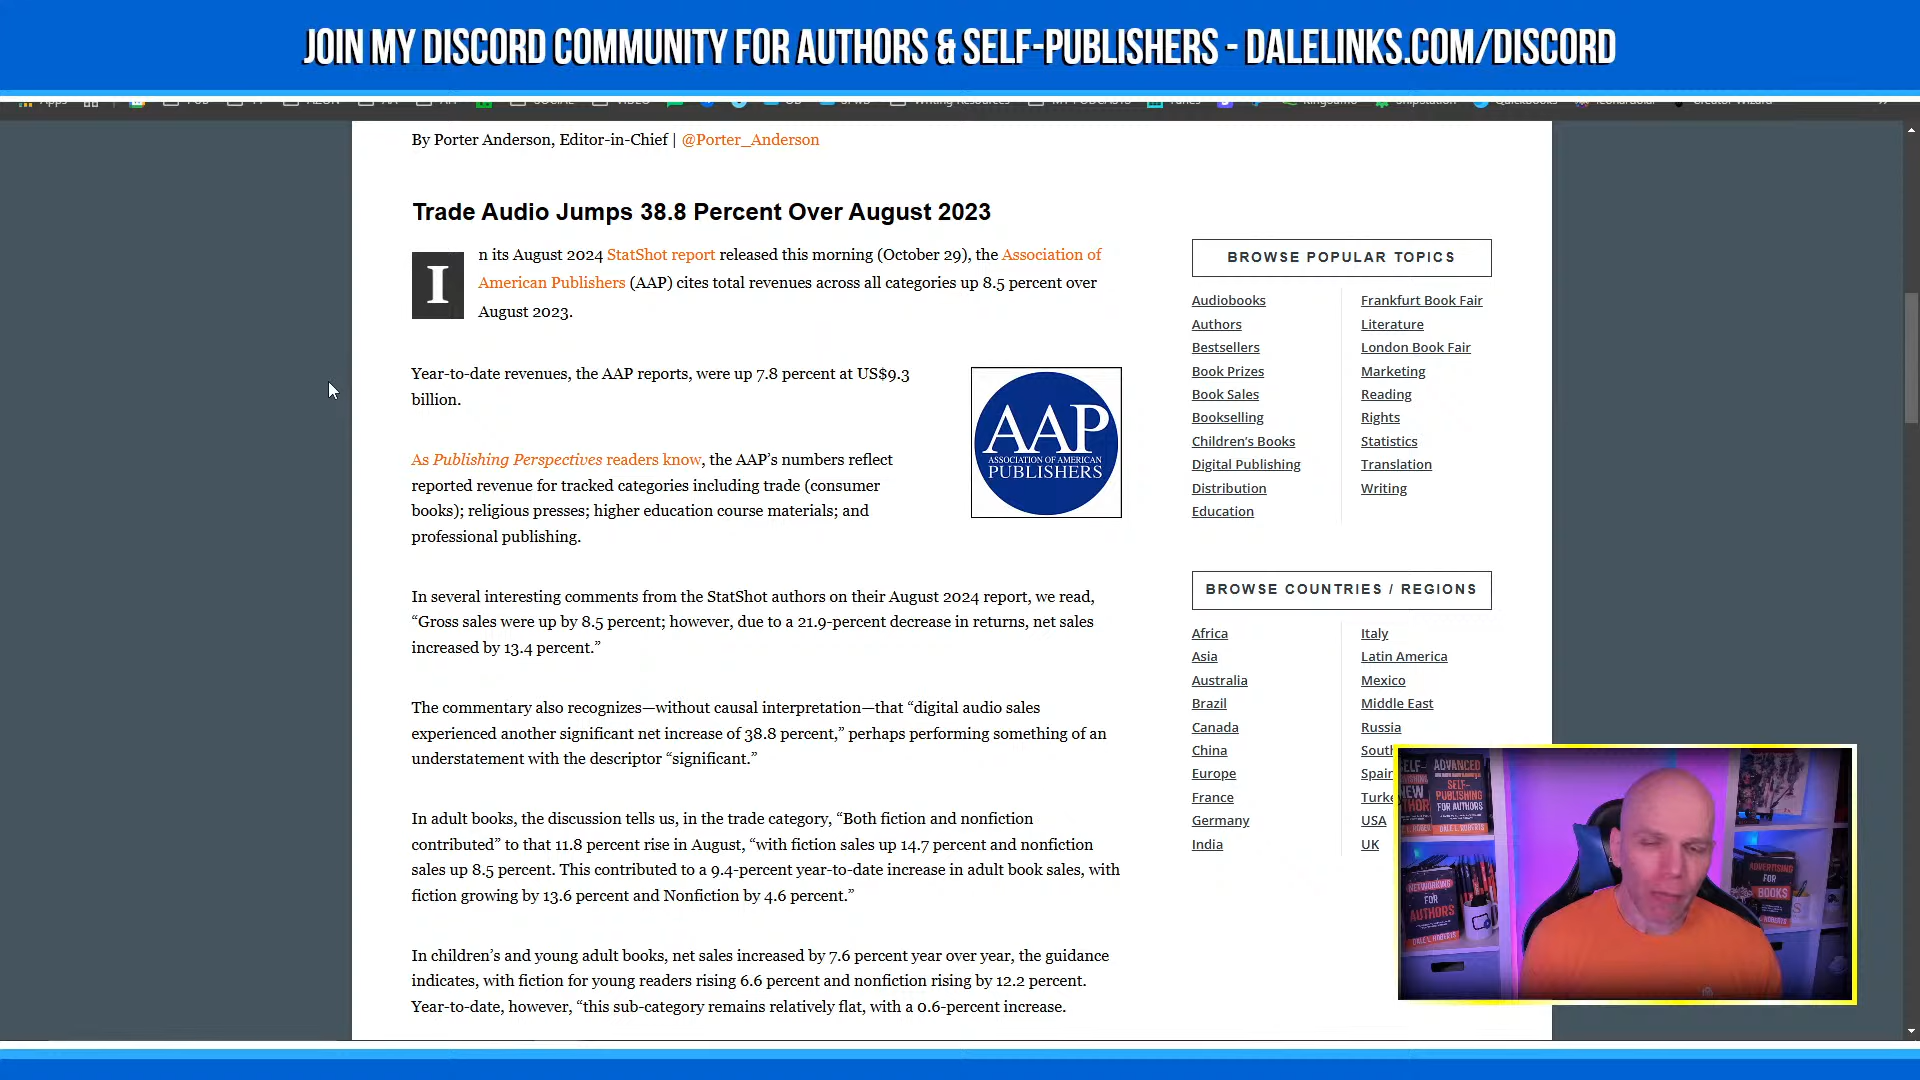 JOIN MY DISCORD COMMUNITY FOR AUTHORS & SELF-PUBLISHERS - DALELINKS.COM/DISCORD
By Porter Anderson, Editor-in-Chief | @Porter_Anderson
Trade Audio Jumps 38.8 Percent Over August 2023
In its August 2024 StatShot report released this morning (October 29), the Association of
American Publishers (AAP) cites total revenues across all categories up 8.5 percent over
August 2023.
Year-to-date revenues, the AAP reports, were up 7.8 percent at US$9.3
billion.
AAP
ASSOCIATION OF AMERICAN
PUBLISHERS
As Publishing Perspectives readers know, the AAP's numbers reflect
reported revenue for tracked categories including trade (consumer
books); religious presses; higher education course materials; and
professional publishing.
In several interesting comments from the StatShot authors on their August 2024 report, we read,
“Gross sales were up by 8.5 percent; however, due to a 21.9-percent decrease in returns, net sales
increased by 13.4 percent.”
The commentary also recognizes—without causal interpretation—that “digital audio sales
experienced another significant net increase of 38.8 percent,” perhaps performing something of an
understatement with the descriptor “significant.”
In adult books, the discussion tells us, in the trade category, “Both fiction and nonfiction
contributed” to that 11.8 percent rise in August, “with fiction sales up 14.7 percent and nonfiction
sales up 8.5 percent. This contributed to a 9.4-percent year-to-date increase in adult book sales, with
fiction growing by 13.6 percent and Nonfiction by 4.6 percent.”
In children's and young adult books, net sales increased by 7.6 percent year over year, the guidance
indicates, with fiction for young readers rising 6.6 percent and nonfiction rising by 12.2 percent.
Year-to-date, however, “this sub-category remains relatively flat, with a 0.6-percent increase.
BROWSE POPULAR TOPICS
Audiobooks
Authors
Bestsellers
Book Prizes
Book Sales
Bookselling
Children's Books
Digital Publishing
Distribution
Education
Frankfurt Book Fair
Literature
London Book Fair
Marketing
Reading
Rights
Statistics
Translation
Writing
BROWSE COUNTRIES / REGIONS
Africa
Asia
Australia
Brazil
Canada
China
Europe
France
Germany
India
Italy
Latin America
Mexico
Middle East
Russia
South
Spain
Turke
USA
UK
ADVANCED
SELF-
PUBLISHING
FOR AUTHORS
DALE L. ROBERTS
NETWORKING
FOR
AUTHORS
DALE L. ROBERTS
ADVERTISING
FOR
BOOKS